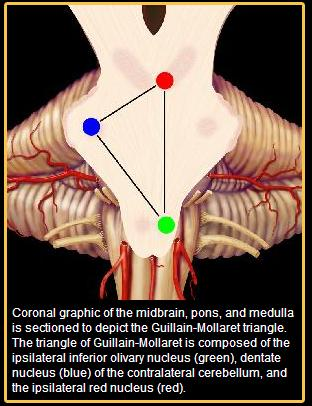 Coronal graphic of the midbrain, pons, and medulla
is sectioned to depict the Guillain-Mollaret triangle.
The triangle of Guillain-Mollaret is composed of the
ipsilateral inferior olivary nucleus (green), dentate
nucleus (blue) of the contralateral cerebellum, and
the ipsilateral red nucleus (red).